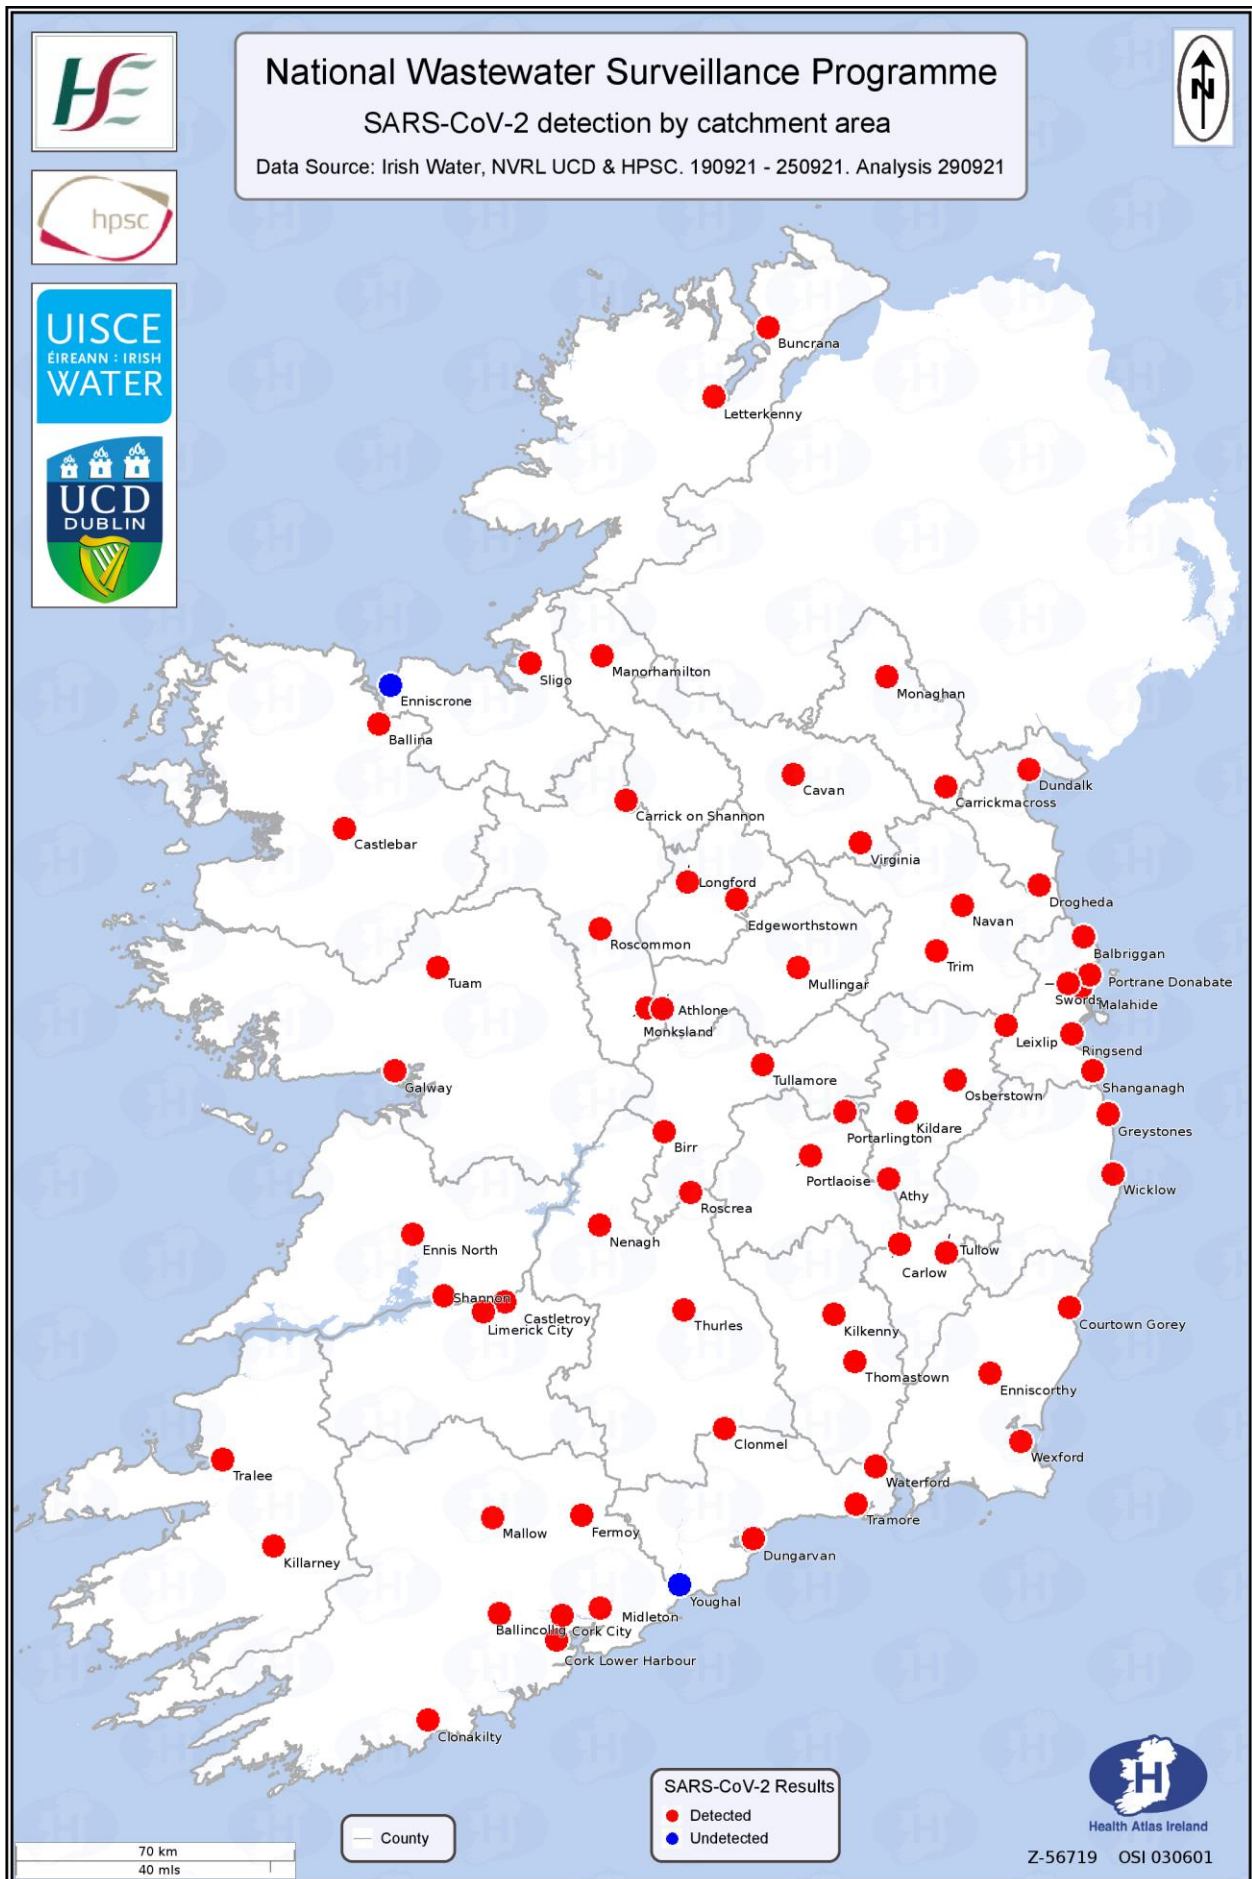 National Wastewater Surveillance Programme
SARS-CoV-2 detection by catchment area
Data Source: Irish Water, NVRL UCD & HPSC. 190921 - 250921. Analysis 290921
HSE
N
hpsc
UISCE
ÉIREANN : IRISH
WATER
UCD
DUBLIN
Buncrana
Letterkenny
Sligo
Manorhamilton
Monaghan
Enniscrone
Ballina
Dundalk
Cavan
Carrickmacross
Carrick on Shannon
Castlebar
Virginia
Longford
Drogheda
Edgeworthstown
Navan
Roscommon
Balbriggan
Trim
Tuam
Mullingar
Portrane Donabate
Swords
Malahide
Athlone
Monksland
Leixlip
Ringsend
Tullamore
Shanganagh
Galway
Osberstown
Kildare
Greystones
Portarlington
Birr
Portlaoise
Athy
Wicklow
Roscrea
Nenagh
Ennis North
Tullow
Carlow
Shannon
Castletroy
Limerick City
Thurles
Kilkenny
Courtown Gorey
Thomastown
Enniscorthy
Clonmel
Wexford
Tralee
Waterford
Tramore
Mallow
Fermoy
Dungarvan
Killarney
Youghal
Midleton
Ballincollig
Cork City
Cork Lower Harbour
Clonakilty
SARS-CoV-2 Results
Detected
Undetected
County
70 km
40 mls
H
Health Atlas Ireland
Z-56719 OSI 030601